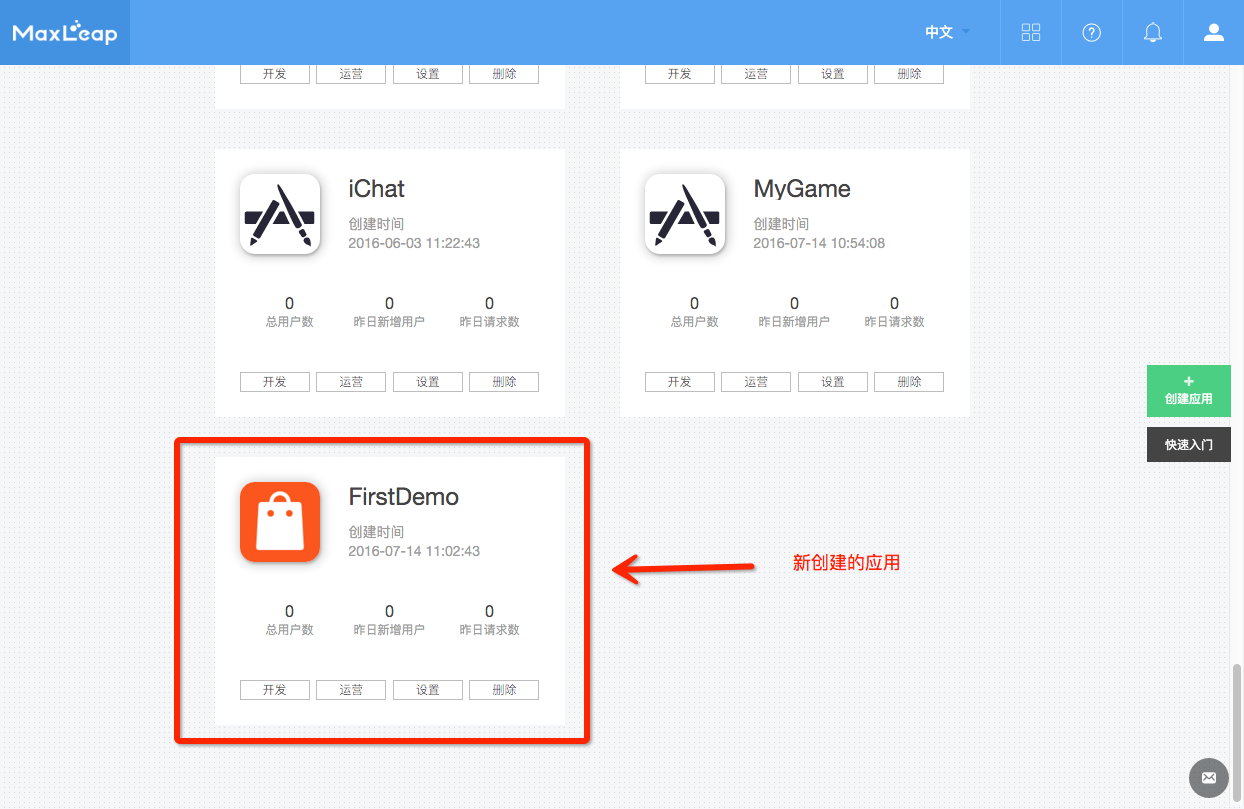 MaxLeap
中文
开发 运营 设置 删除
开发 运营 设置 删除
iChat
创建时间
2016-06-03 11:22:43
0 0 0
总用户数 昨日新增用户 昨日请求数
开发 运营 设置 删除
MyGame
创建时间
2016-07-14 10:54:08
0 0 0
总用户数 昨日新增用户 昨日请求数
开发 运营 设置 删除
+
创建应用
快速入门
FirstDemo
创建时间
2016-07-14 11:02:43
0 0 0
总用户数 昨日新增用户 昨日请求数
开发 运营 设置 删除
新创建的应用